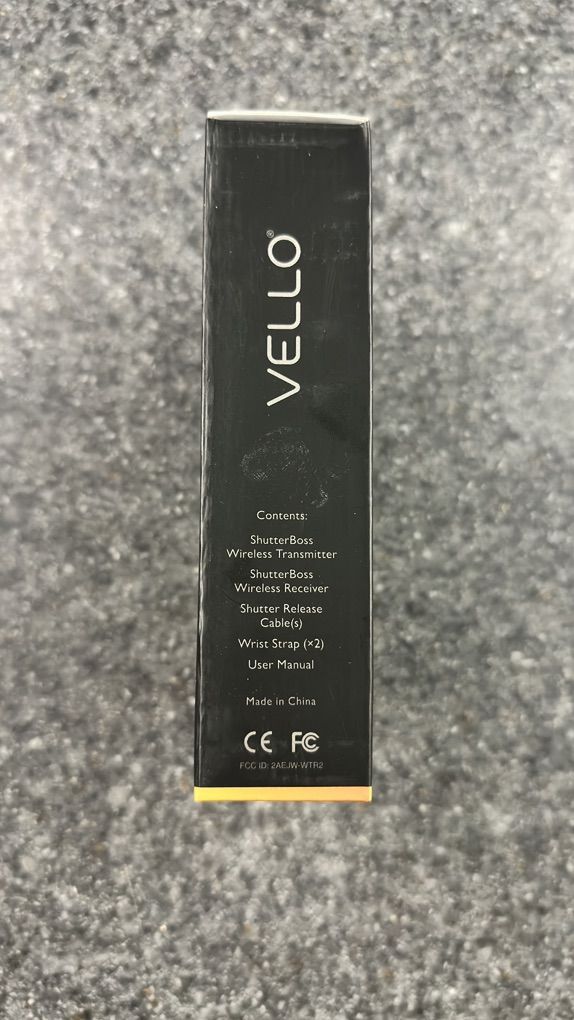 VELLO®
Contents:
ShutterBoss
Wireless Transmitter
ShutterBoss
Wireless Receiver
Shutter Release
Cable(s)
Wrist Strap (×2)
User Manual
Made in China
CE FC
FCC ID: 2AEJW-WTR2